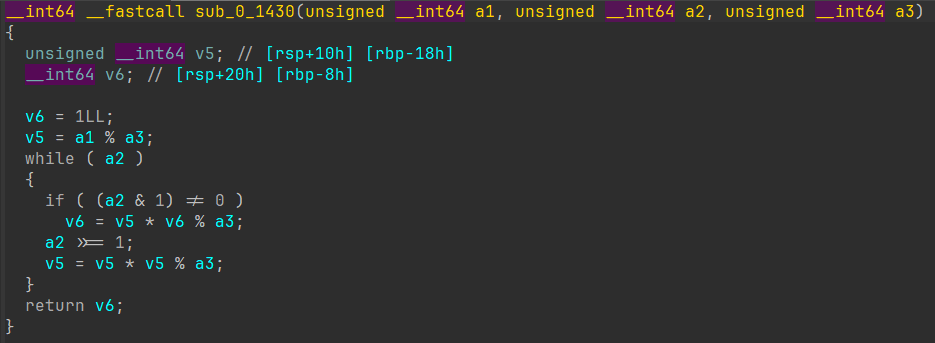 __int64 __fastcall sub_0_1430(unsigned __int64 a1, unsigned __int64 a2, unsigned __int64 a3)
{
  unsigned __int64 v5; // [rsp+10h] [rbp-18h]
  __int64 v6; // [rsp+20h] [rbp-8h]

  v6 = 1LL;
  v5 = a1 % a3;
  while ( a2 )
  {
    if ( (a2 & 1) != 0 )
      v6 = v5 * v6 % a3;
    a2 >>= 1;
    v5 = v5 * v5 % a3;
  }
  return v6;
}